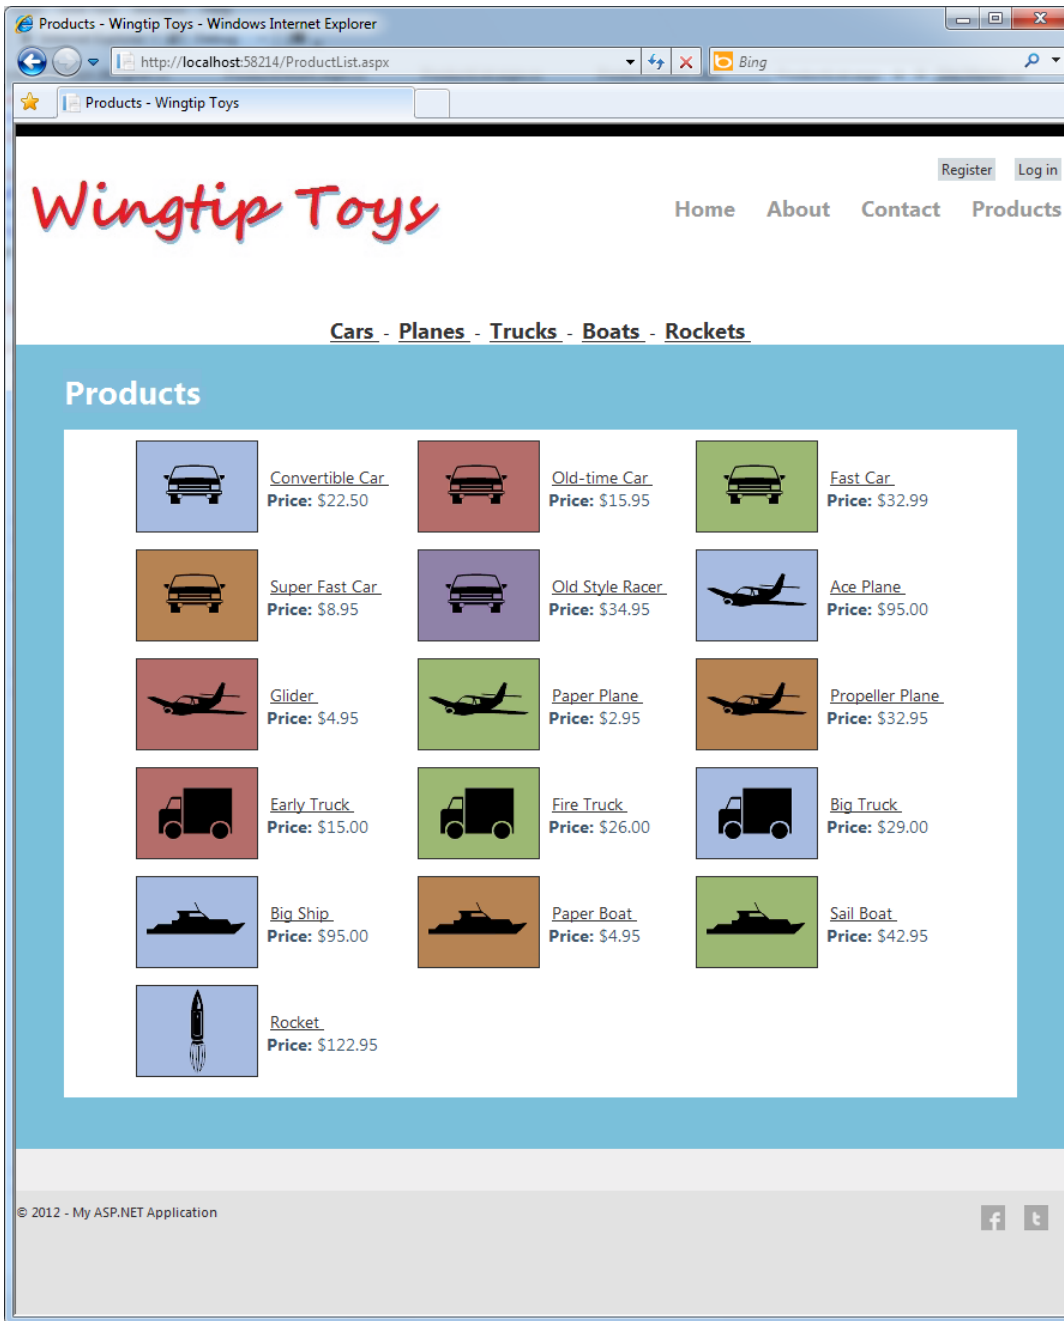 Products - Wingtip Toys - Windows Internet Explorer
http://localhost:58214/ProductList.aspx
Bing
Products - Wingtip Toys
Register Log in
Wingtip Toys
Home About Contact Products
Cars - Planes - Trucks - Boats - Rockets
Products
Convertible Car Old-time Car Fast Car
Price: $22.50 Price: $15.95 Price: $32.99
Super Fast Car Old Style Racer Ace Plane
Price: $8.95 Price: $34.95 Price: $95.00
Glider Paper Plane Propeller Plane
Price: $4.95 Price: $2.95 Price: $32.95
Early Truck Fire Truck Big Truck
Price: $15.00 Price: $26.00 Price: $29.00
Big Ship Paper Boat Sail Boat
Price: $95.00 Price: $4.95 Price: $42.95
Rocket
Price: $122.95
© 2012 - My ASP.NET Application